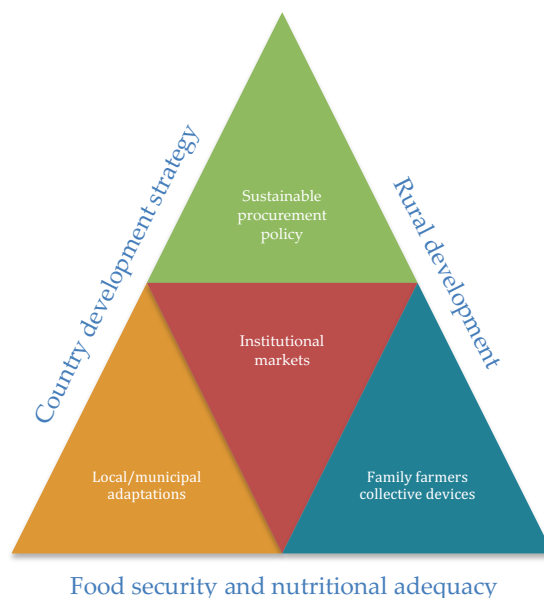 Country development strategy
Rural development
Sustainable
procurement
policy
Institutional
markets
Local/municipal
adaptations
Family farmers
collective devices
Food security and nutritional adequacy